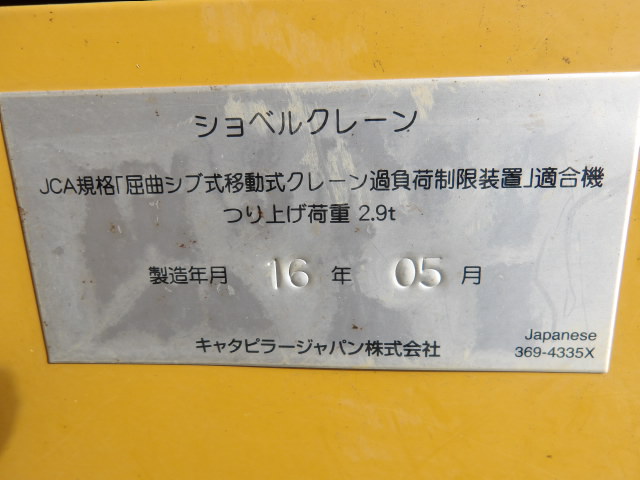 ショベルクレーン
JCA規格「屈曲ジブ式移動式クレーン過負荷制限装置」適合機
つり上げ荷重 2.9t
製造年月 16 年 05 月
キャタピラージャパン株式会社
Japanese
369-4335X